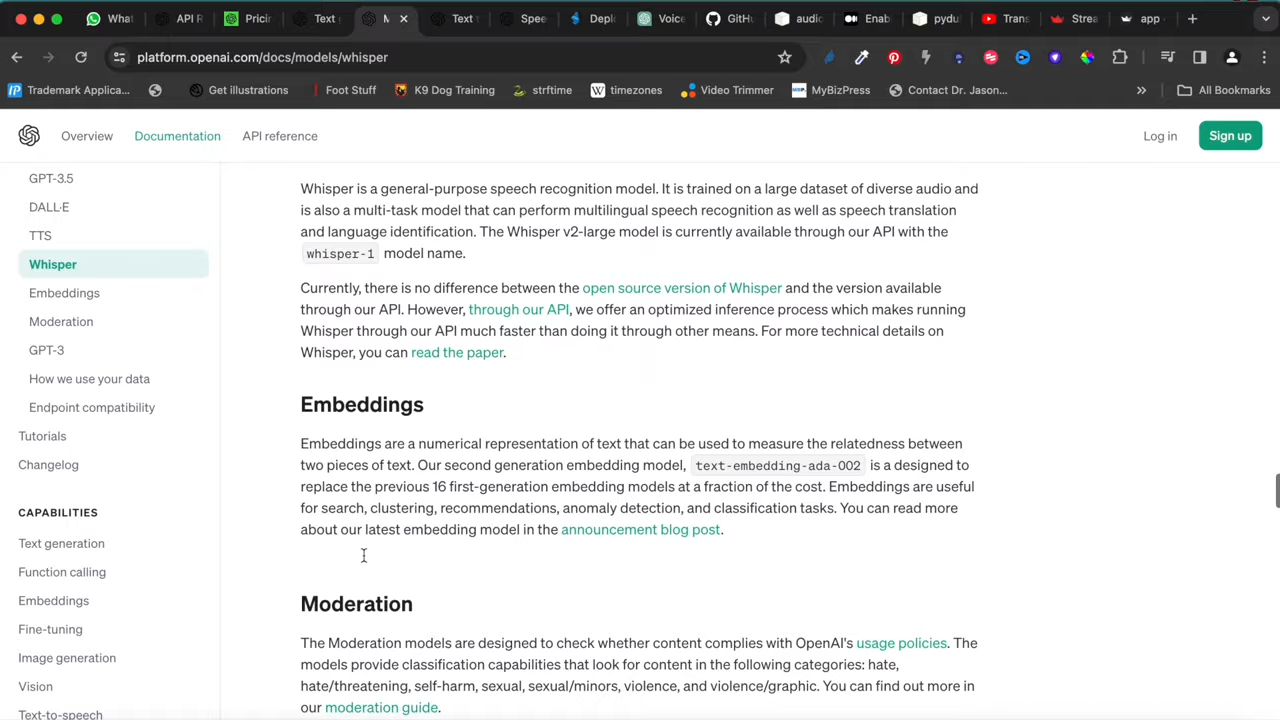 What
API R
Pricin
Text g
M
Text
Spee
Deplo
Voice
GitHu
audio
Enab
pydu
Trans
Strea
app
platform.openai.com/docs/models/whisper
Trademark Applica...
Get illustrations
Foot Stuff
K9 Dog Training
strftime
timezones
Video Trimmer
MyBizPress
Contact Dr. Jason...
»
All Bookmarks
Overview
Documentation
API reference
Log in
Sign up
GPT-3.5
DALL·E
TTS
Whisper
Embeddings
Moderation
GPT-3
How we use your data
Endpoint compatibility
Tutorials
Changelog
CAPABILITIES
Text generation
Function calling
Embeddings
Fine-tuning
Image generation
Vision
Text-to-speech
Whisper is a general-purpose speech recognition model. It is trained on a large dataset of diverse audio and
is also a multi-task model that can perform multilingual speech recognition as well as speech translation
and language identification. The Whisper v2-large model is currently available through our API with the
whisper-1 model name.
Currently, there is no difference between the open source version of Whisper and the version available
through our API. However, through our API, we offer an optimized inference process which makes running
Whisper through our API much faster than doing it through other means. For more technical details on
Whisper, you can read the paper.
Embeddings
Embeddings are a numerical representation of text that can be used to measure the relatedness between
two pieces of text. Our second generation embedding model, text-embedding-ada-002 is a designed to
replace the previous 16 first-generation embedding models at a fraction of the cost. Embeddings are useful
for search, clustering, recommendations, anomaly detection, and classification tasks. You can read more
about our latest embedding model in the announcement blog post.
Moderation
The Moderation models are designed to check whether content complies with OpenAI's usage policies. The
models provide classification capabilities that look for content in the following categories: hate,
hate/threatening, self-harm, sexual, sexual/minors, violence, and violence/graphic. You can find out more in
our moderation guide.